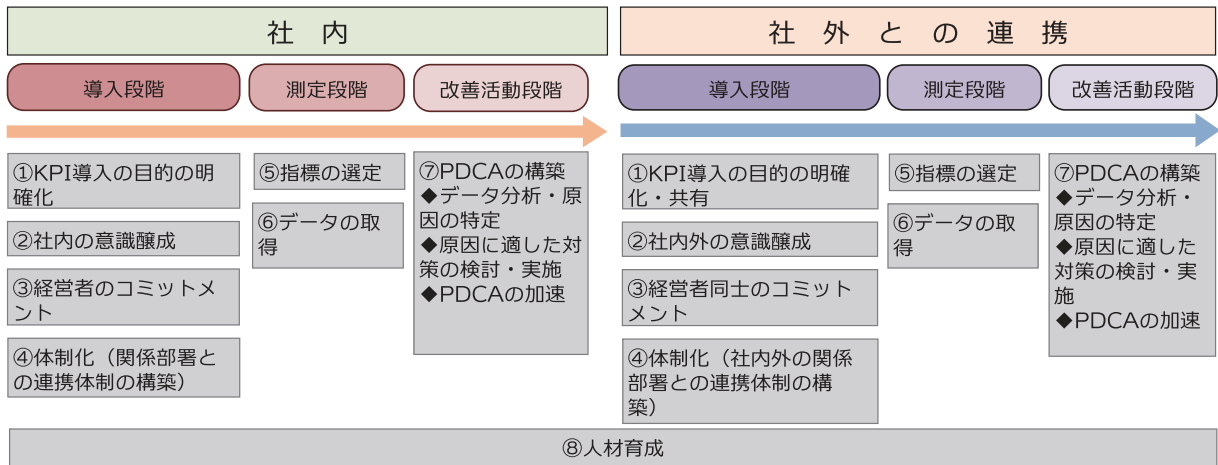 社　内
導入段階
測定段階
改善活動段階
①KPI導入の目的の明
確化
②社内の意識醸成
③経営者のコミットメ
ント
④体制化（関係部署と
の連携体制の構築）
⑤指標の選定
⑥データの取
得
⑦PDCAの構築
◆データ分析・原
因の特定
◆原因に適した対
策の検討・実施
◆PDCAの加速
社　外　と　の　連　携
導入段階
測定段階
改善活動段階
①KPI導入の目的の明確
化・共有
②社内外の意識醸成
③経営者同士のコミット
メント
④体制化（社内外の関係
部署との連携体制の構
築）
⑤指標の選定
⑥データの取
得
⑦PDCAの構築
◆データ分析・
原因の特定
◆原因に適した
対策の検討・実
施
◆PDCAの加速
⑧人材育成